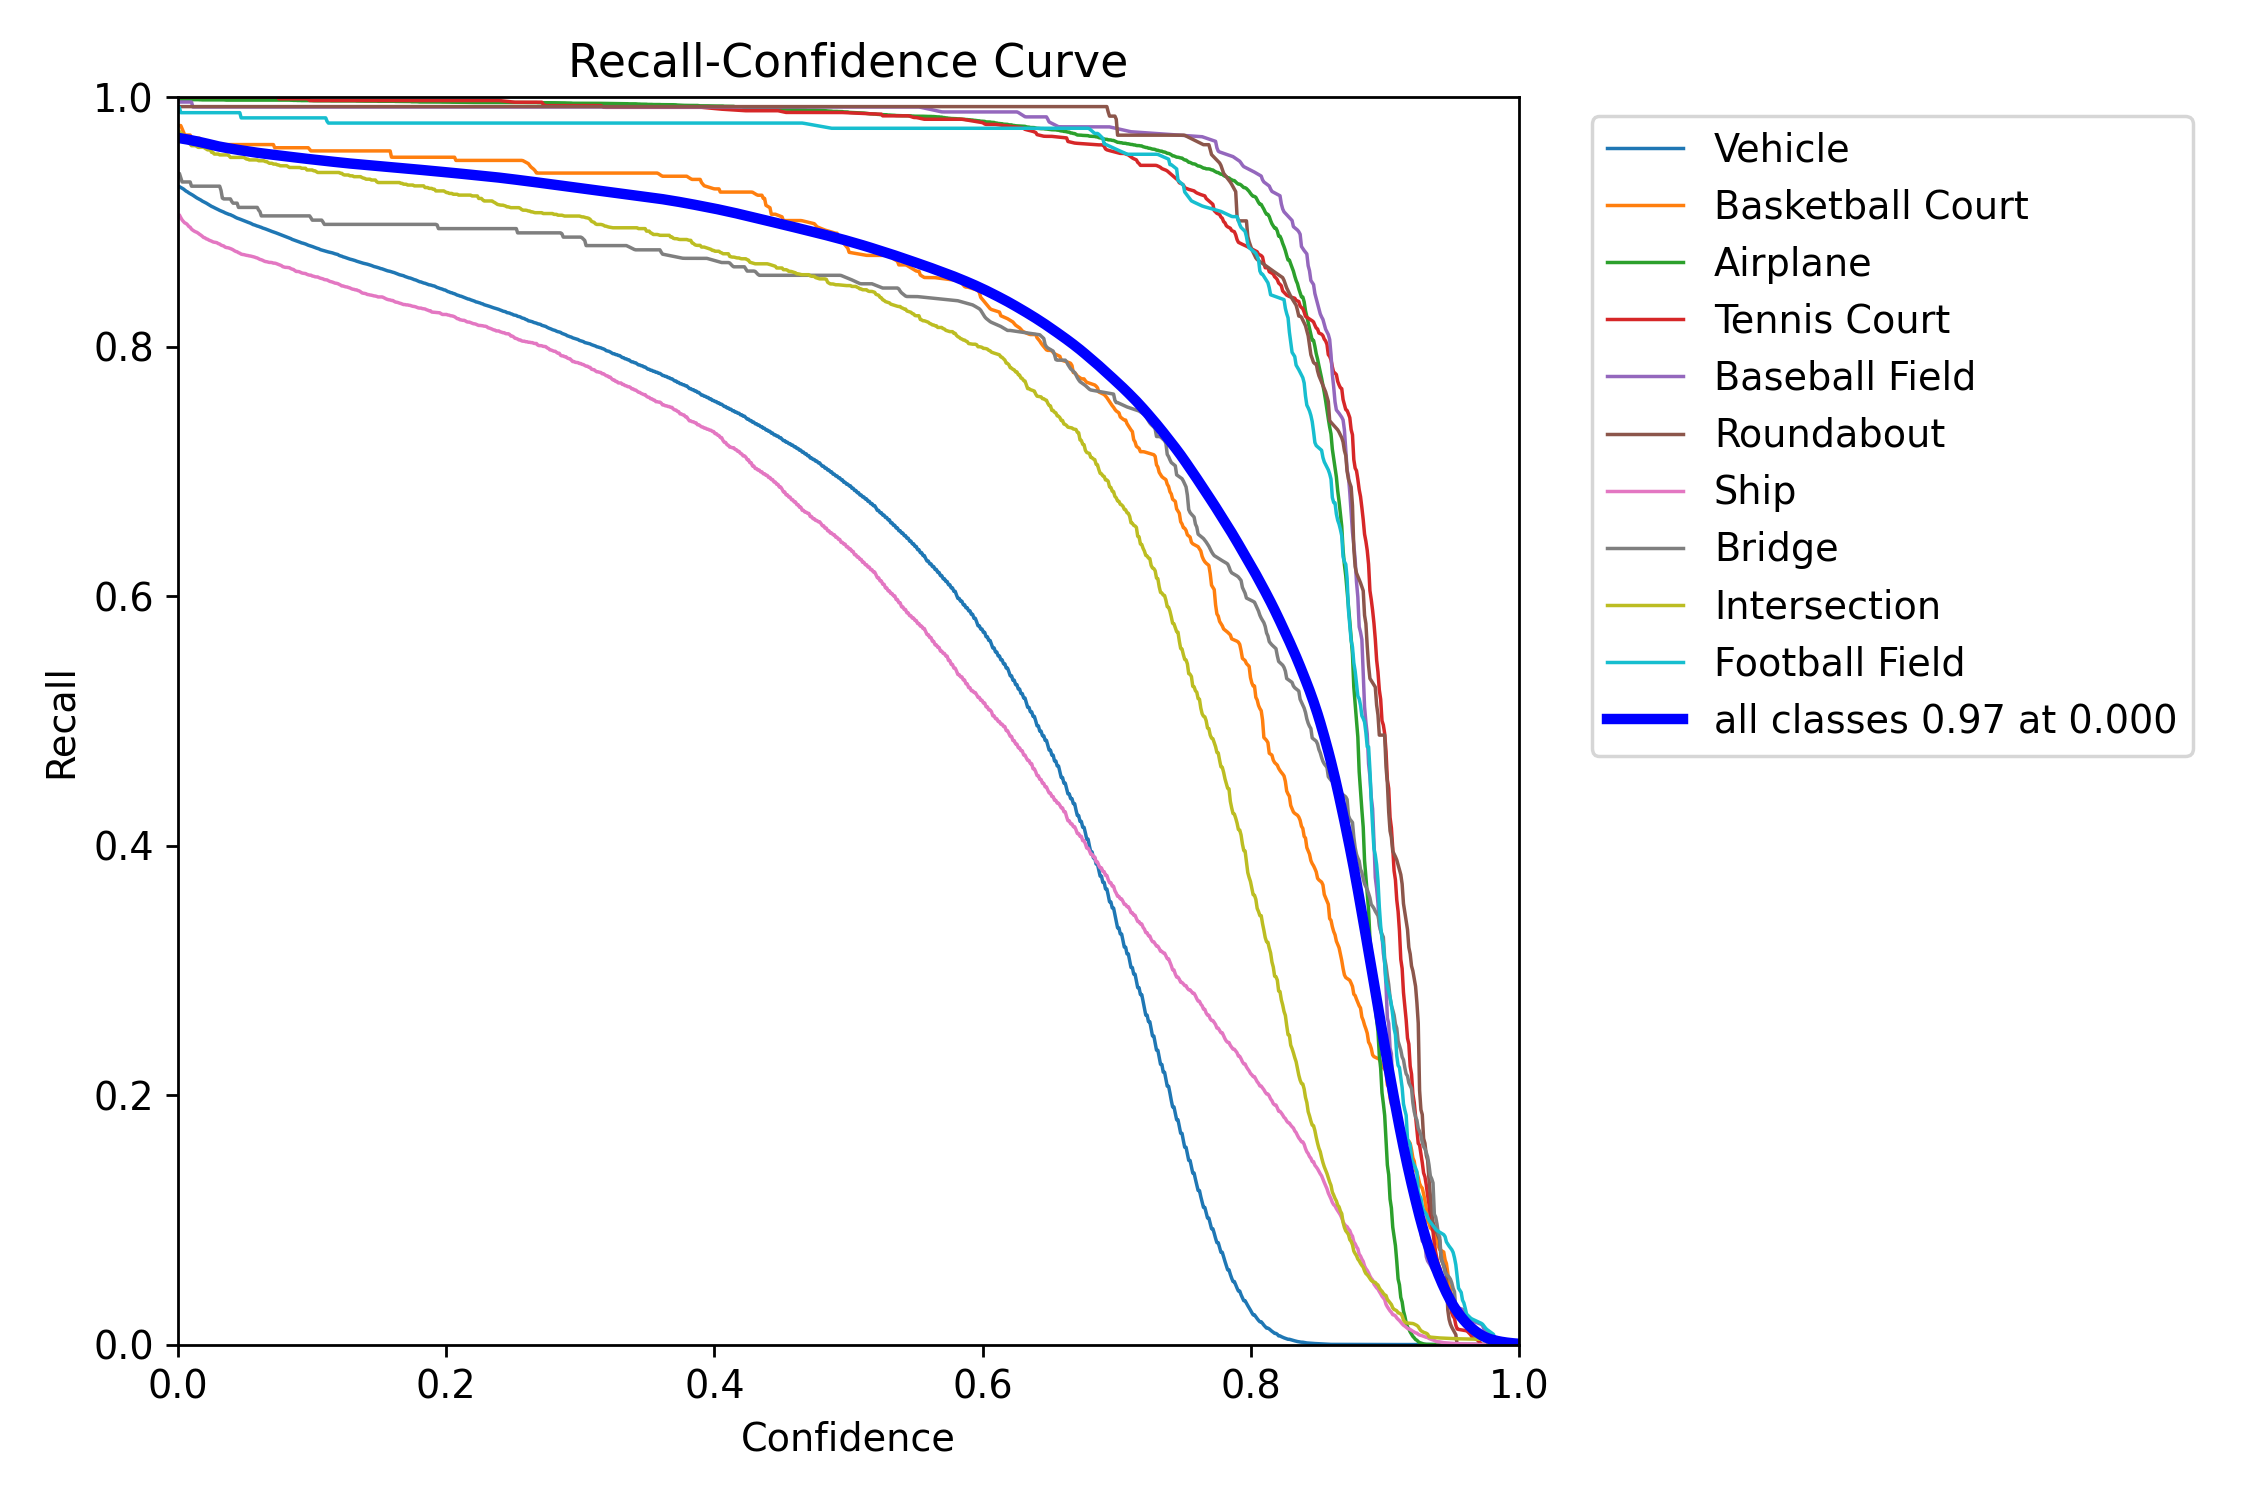 Recall-Confidence Curve
1.0
0.8
0.6
0.4
0.2
0.0
Recall
0.0 0.2 0.4 0.6 0.8 1.0
Confidence
Vehicle
Basketball Court
Airplane
Tennis Court
Baseball Field
Roundabout
Ship
Bridge
Intersection
Football Field
all classes 0.97 at 0.000